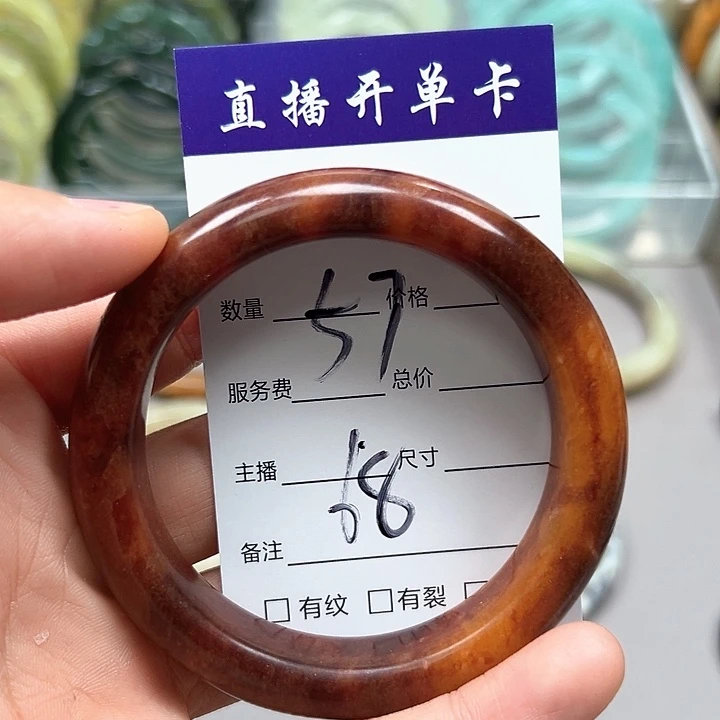 直播开单卡
数量 57 价格
服务费 总价
主播 68 尺寸
备注
□ 有纹 □ 有裂 □